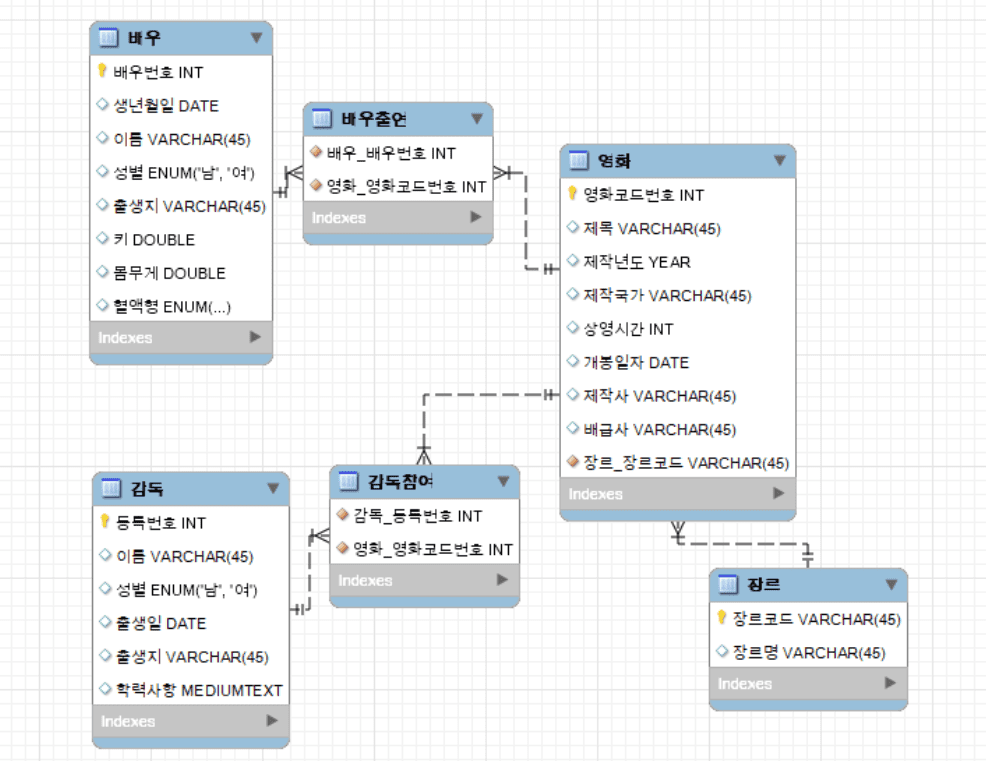 배우
배우번호 INT
생년월일 DATE
이름 VARCHAR(45)
성별 ENUM("남", "여")
출생지 VARCHAR(45)
키 DOUBLE
몸무게 DOUBLE
혈액형 ENUM(...)
Indexes
배우출연
배우_배우번호 INT
영화_영화코드번호 INT
Indexes
영화
영화코드번호 INT
제목 VARCHAR(45)
제작년도 YEAR
제작국가 VARCHAR(45)
상영시간 INT
개봉일자 DATE
제작사 VARCHAR(45)
배급사 VARCHAR(45)
장르_장르코드 VARCHAR(45)
Indexes
감독
등록번호 INT
이름 VARCHAR(45)
성별 ENUM("남", "여")
출생일 DATE
출생지 VARCHAR(45)
학력사항 MEDIUMTEXT
Indexes
감독참여
감독_등록번호 INT
영화_영화코드번호 INT
Indexes
장르
장르코드 VARCHAR(45)
장르명 VARCHAR(45)
Indexes